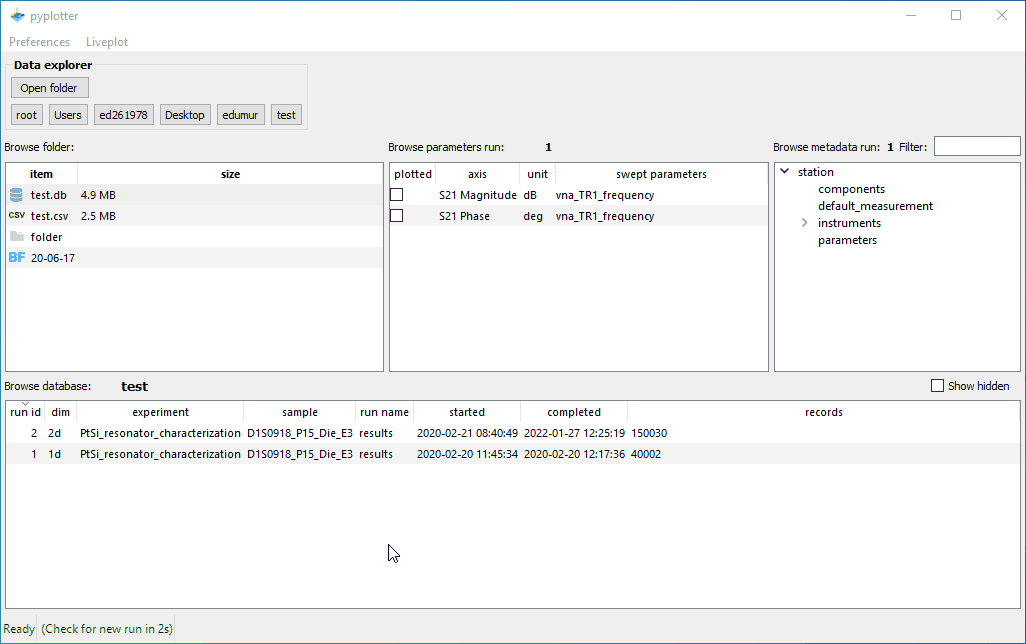 pyplotter
Preferences Liveplot
Data explorer
Open folder
root Users ed261978 Desktop edumur test
Browse folder:
item size
test.db 4.9 MB
CSV test.csv 2.5 MB
folder
BF 20-06-17
Browse parameters run: 1
plotted axis unit swept parameters
S21 Magnitude dB vna_TR1_frequency
S21 Phase deg vna_TR1_frequency
Browse metadata run: 1 Filter:
station
components
default_measurement
instruments
parameters
Browse database: test
Show hidden
run id dim experiment sample run name started completed records
2 2d PtSi_resonator_characterization D1S0918_P15_Die_E3 results 2020-02-21 08:40:49 2022-01-27 12:25:19 150030
1 1d PtSi_resonator_characterization D1S0918_P15_Die_E3 results 2020-02-20 11:45:34 2020-02-20 12:17:36 40002
Ready (Check for new run in 2s)